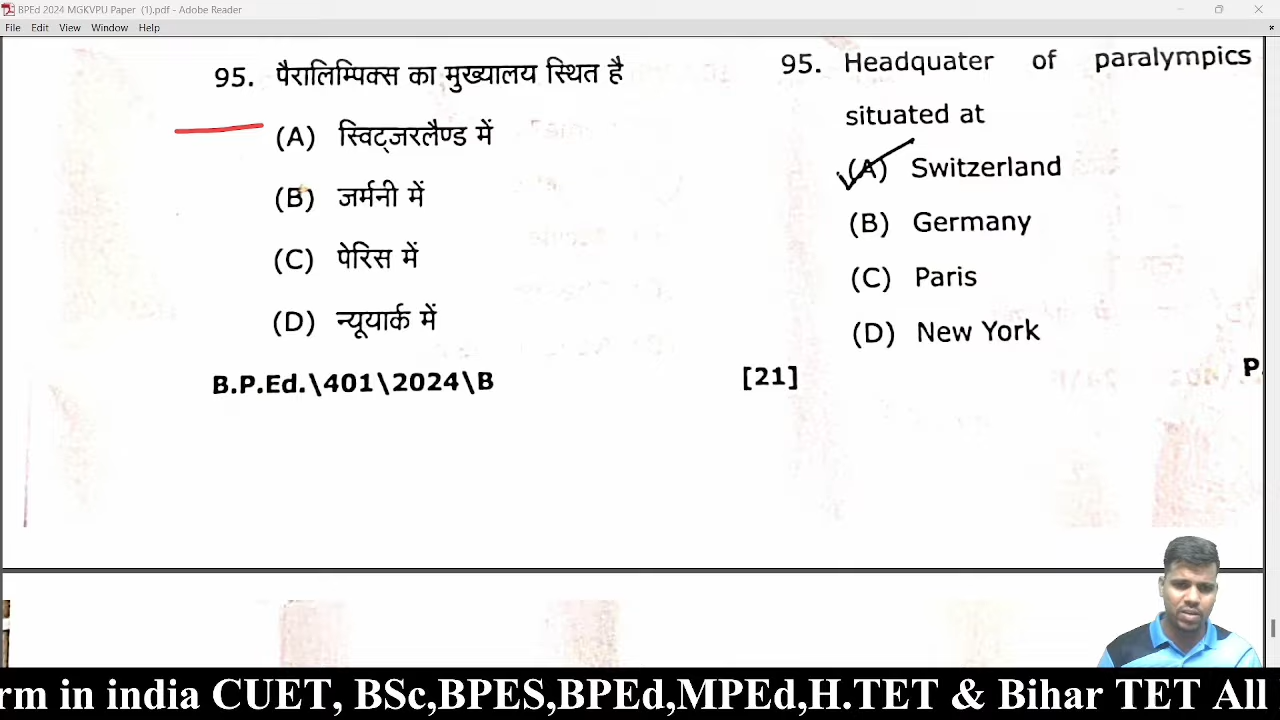 BPEd 2024 MGKVPU Paper (1).pdf - Adobe Reader
File Edit View Window Help
95. पैरालिम्पिक्स का मुख्यालय स्थित है
(A) स्विट्जरलैण्ड में
(B) जर्मनी में
(C) पेरिस में
(D) न्यूयार्क में
B.P.Ed.\401\2024\B
95. Headquater of paralympics
situated at
(A) Switzerland
(B) Germany
(C) Paris
(D) New York
[21]
P.
rm in india CUET, BSc,BPES,BPEd,MPEd,H.TET & Bihar TET All